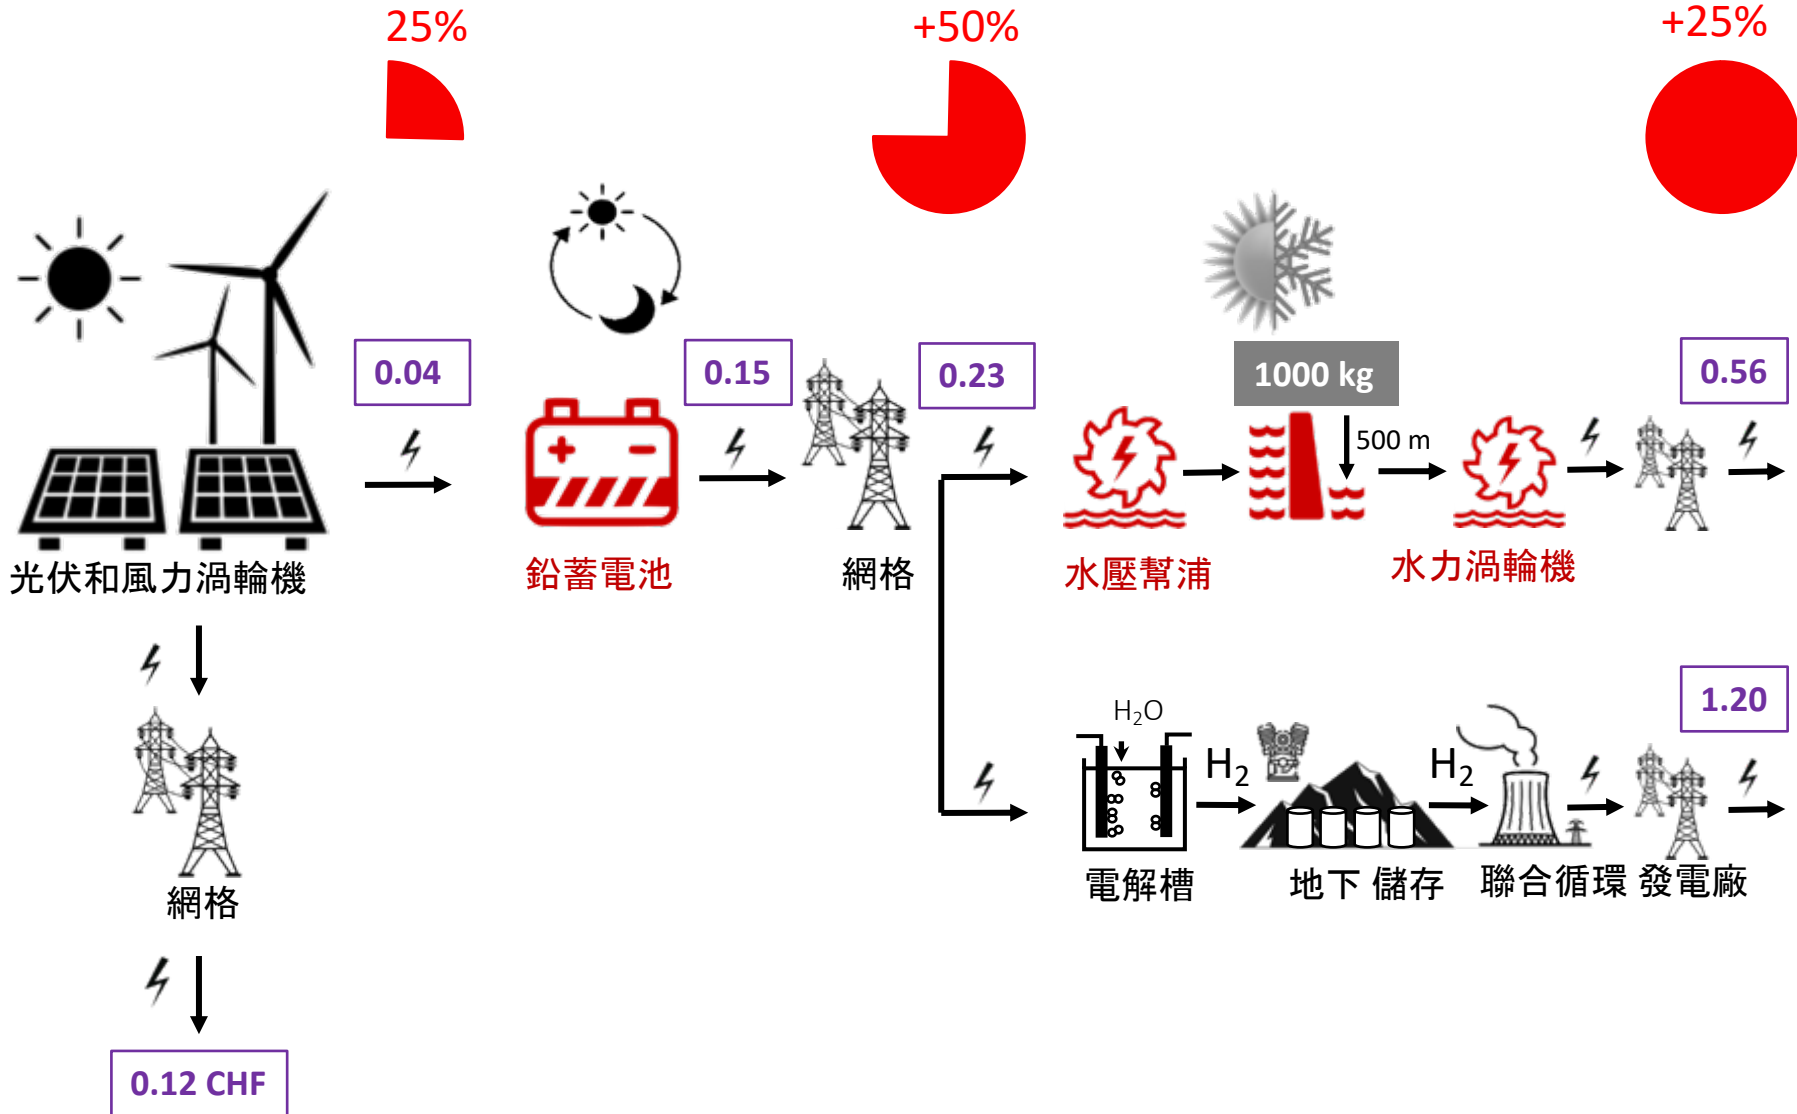 25%
+50%
+25%
0.04
0.15
0.23
1000 kg
0.56
500 m
光伏和風力渦輪機
鉛蓄電池
網格
水壓幫浦
水力渦輪機
1.20
H₂O
H₂
H₂
電解槽
地下 儲存
聯合循環 發電廠
網格
0.12 CHF